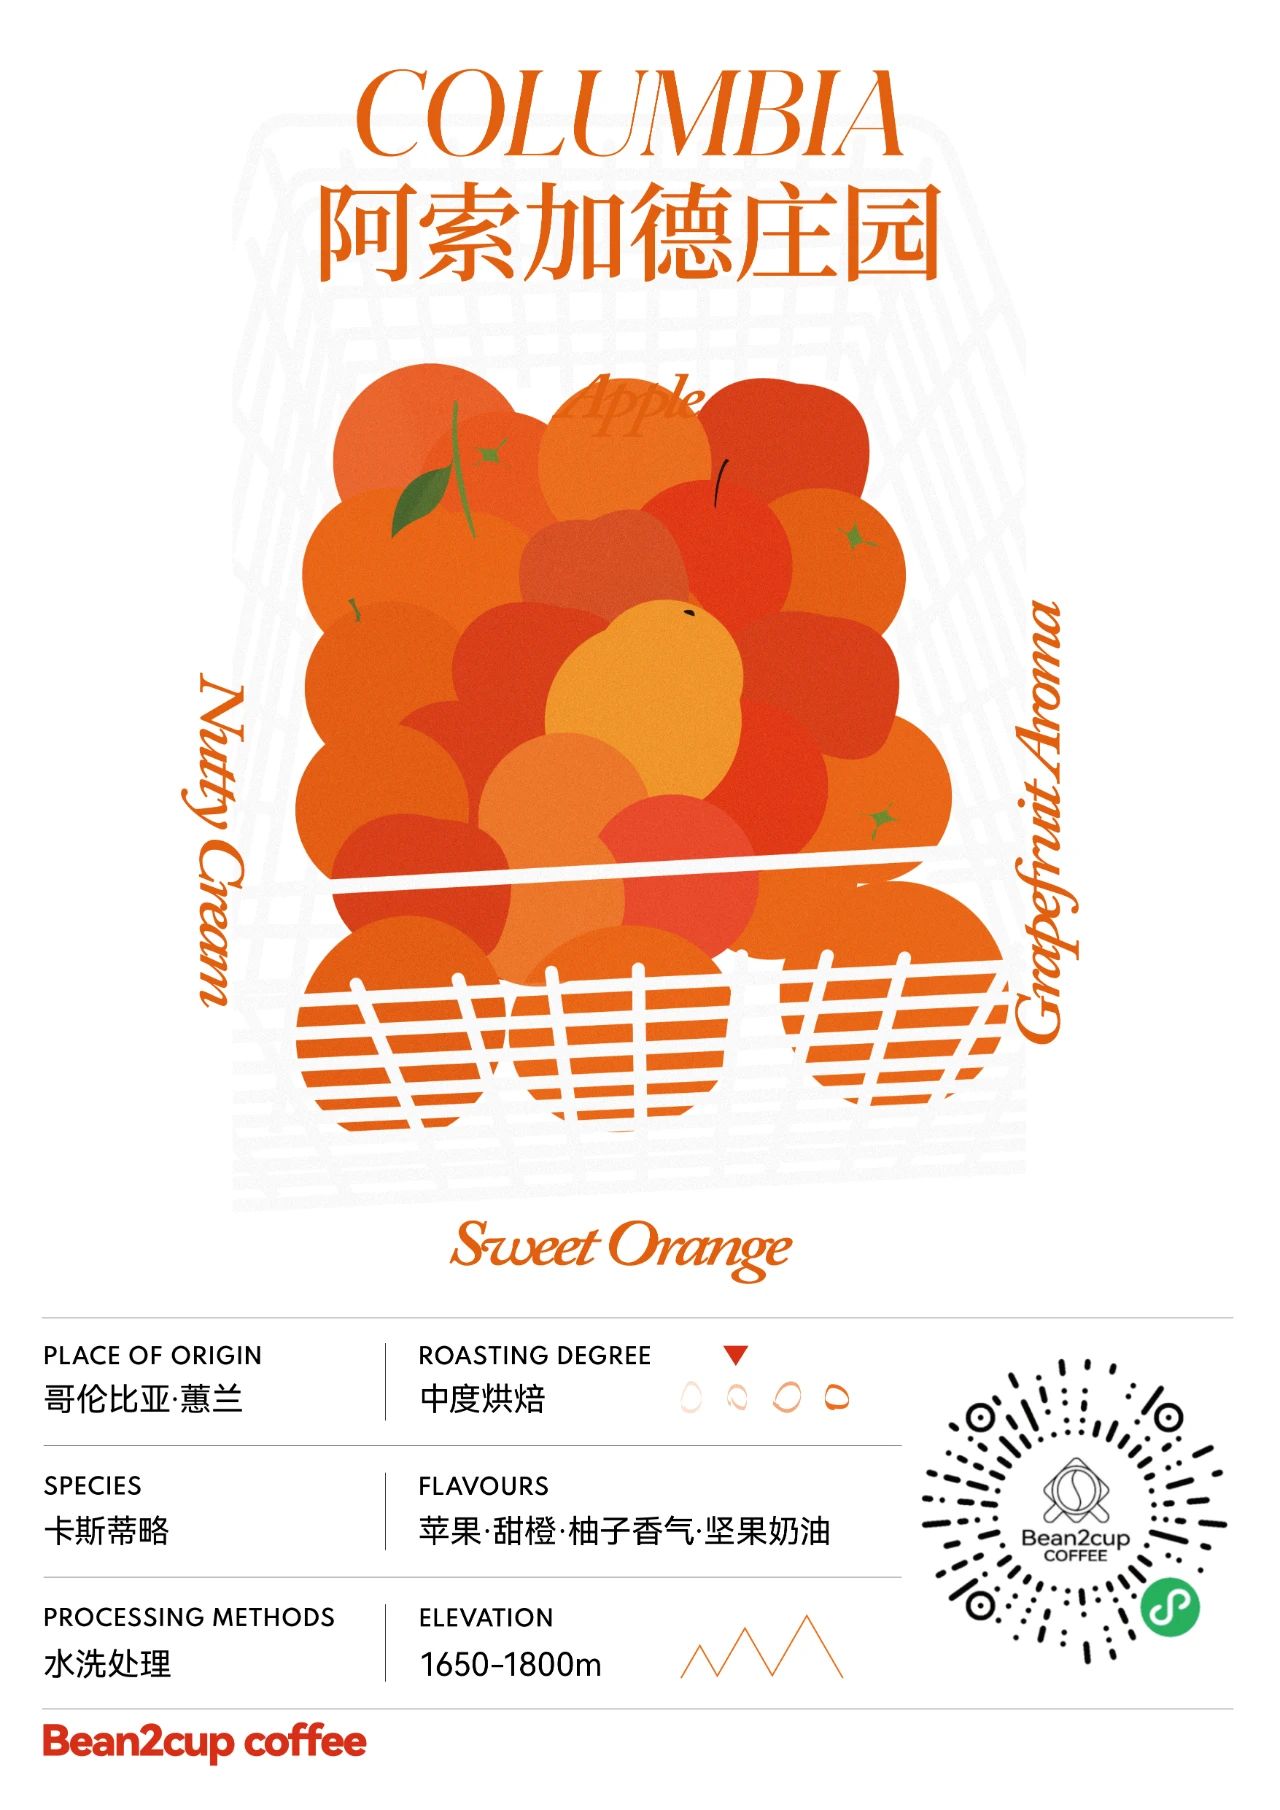 COLUMBIA
阿索加德庄园
Apple
Nutty Cream
Grapefruit Aroma
Sweet Orange
PLACE OF ORIGIN
哥伦比亚·蕙兰
ROASTING DEGREE
中度烘焙
SPECIES
卡斯蒂略
FLAVOURS
苹果·甜橙·柚子香气·坚果奶油
PROCESSING METHODS
水洗处理
ELEVATION
1650-1800m
Bean2cup
COFFEE
Bean2cup coffee